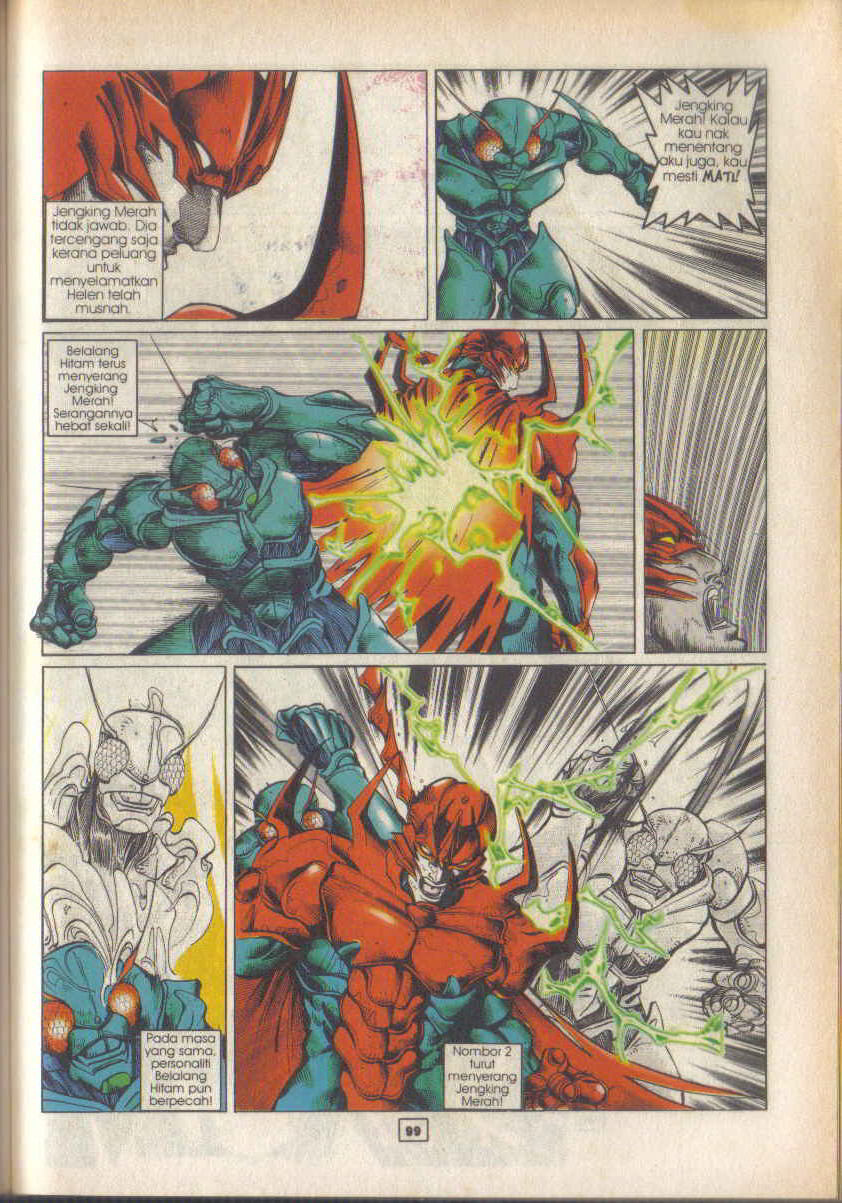 Jengking Merah
tidak jawab. Dia
tercengang saja
kerana peluang
untuk
menyelamatkan
Helen telah
musnah.
Jengking
Merah! Kalau
kau nak
menentang
aku juga, kau
mesti MATI!
Belalang
Hitam terus
menyerang
Jengking
Merah!
Serangannya
hebat sekali!
Pada masa
yang sama,
personaliti
Belalang
Hitam pun
berpecah!
Nombor 2
turut
menyerang
Jengking
Merah!
99